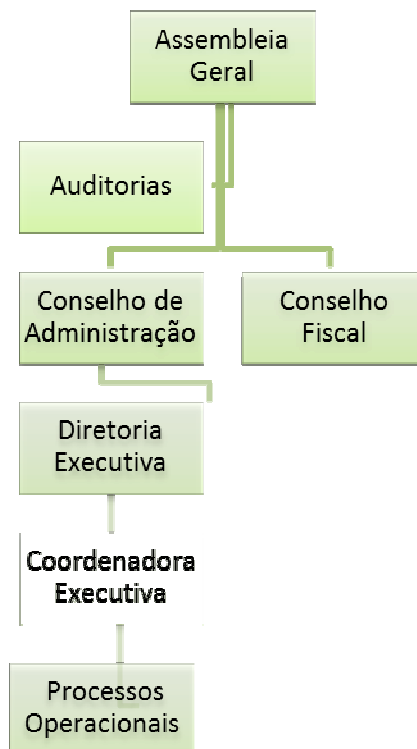 Assembleia
Geral
Auditorias
Conselho de
Administração
Conselho
Fiscal
Diretoria
Executiva
Coordenadora
Executiva
Processos
Operacionais